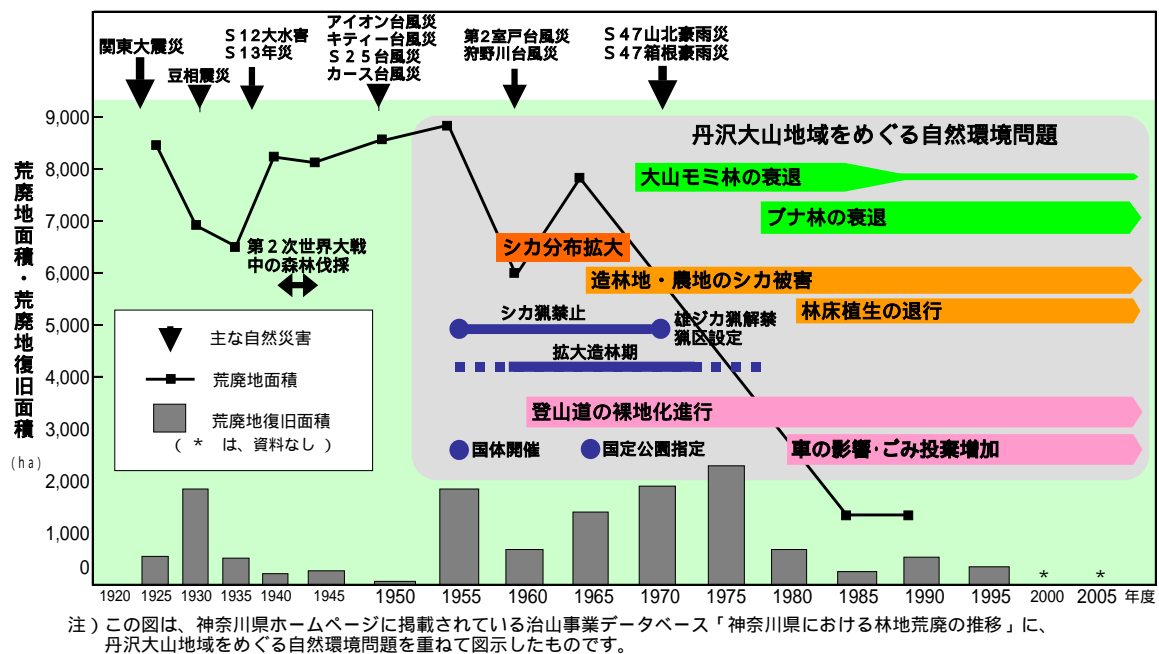 関東大震災
豆相震災
Ｓ１２大水害
Ｓ１３年災
アイオン台風災
キティー台風災
Ｓ２５台風災
カース台風災
第2室戸台風災
狩野川台風災
Ｓ４７山北豪雨災
Ｓ４７箱根豪雨災
荒廃地面積・荒廃地復旧面積
(ha)
9,000
8,000
7,000
6,000
5,000
4,000
3,000
2,000
1,000
0
丹沢大山地域をめぐる自然環境問題
大山モミ林の衰退
ブナ林の衰退
第２次世界大戦
中の森林伐採
シカ分布拡大
造林地・農地のシカ被害
林床植生の退行
シカ猟禁止
雄ジカ猟解禁
猟区設定
拡大造林期
登山道の裸地化進行
国体開催
国定公園指定
車の影響・ごみ投棄増加
主な自然災害
荒廃地面積
荒廃地復旧面積
（ * は、資料なし ）
* *
1920 1925 1930 1935 1940 1945 1950 1955 1960 1965 1970 1975 1980 1985 1990 1995 2000 2005 年度
注）この図は、神奈川県ホームページに掲載されている治山事業データベース「神奈川県における林地荒廃の推移」に、
丹沢大山地域をめぐる自然環境問題を重ねて図示したものです。